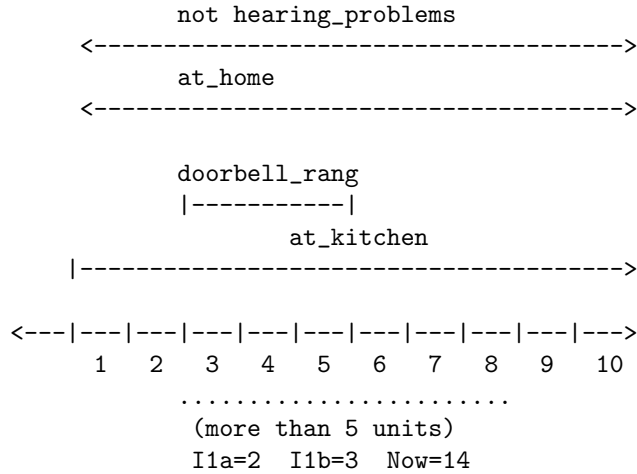 not hearing_problems
<-------------------------------------->
at_home
<-------------------------------------->
doorbell_rang
|-----------|
at_kitchen
|--------------------------------------->
<---|---|---|---|---|---|---|---|---|--->
1 2 3 4 5 6 7 8 9 10
........................
(more than 5 units)
I1a=2 I1b=3 Now=14